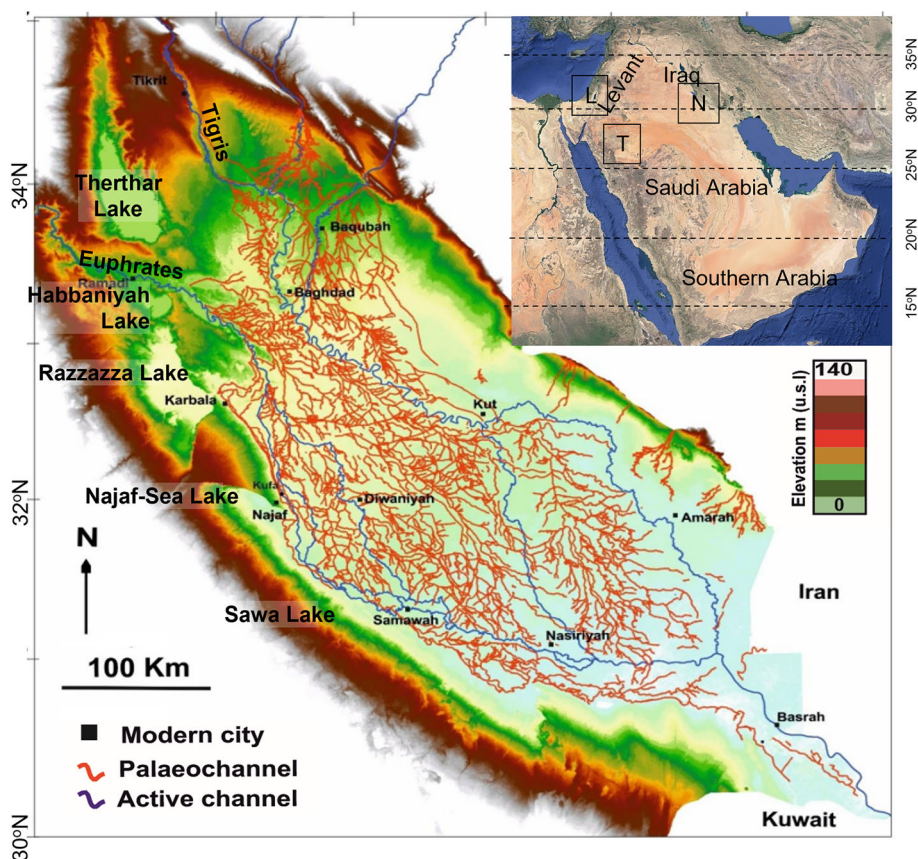 Tikrit
Tigris
34°N
Therthar
Lake
Baqubah
Euphrates
Ramadi
Baghdad
Habbaniyah
Lake
Razzazza Lake
Karbala
Kut
Kufa
Najaf-Sea Lake
32°N
Najaf
Diwaniyah
Amarah
N
Iran
Sawa Lake
Samawah
Nasiriyah
100 Km
Basrah
Modern city
Palaeochannel
Active channel
Kuwait
30°N
L
Levant
Iraq
N
T
Saudi Arabia
Southern Arabia
35°N
30°N
25°N
20°N
15°N
Elevation m (u.s.l)
140
0